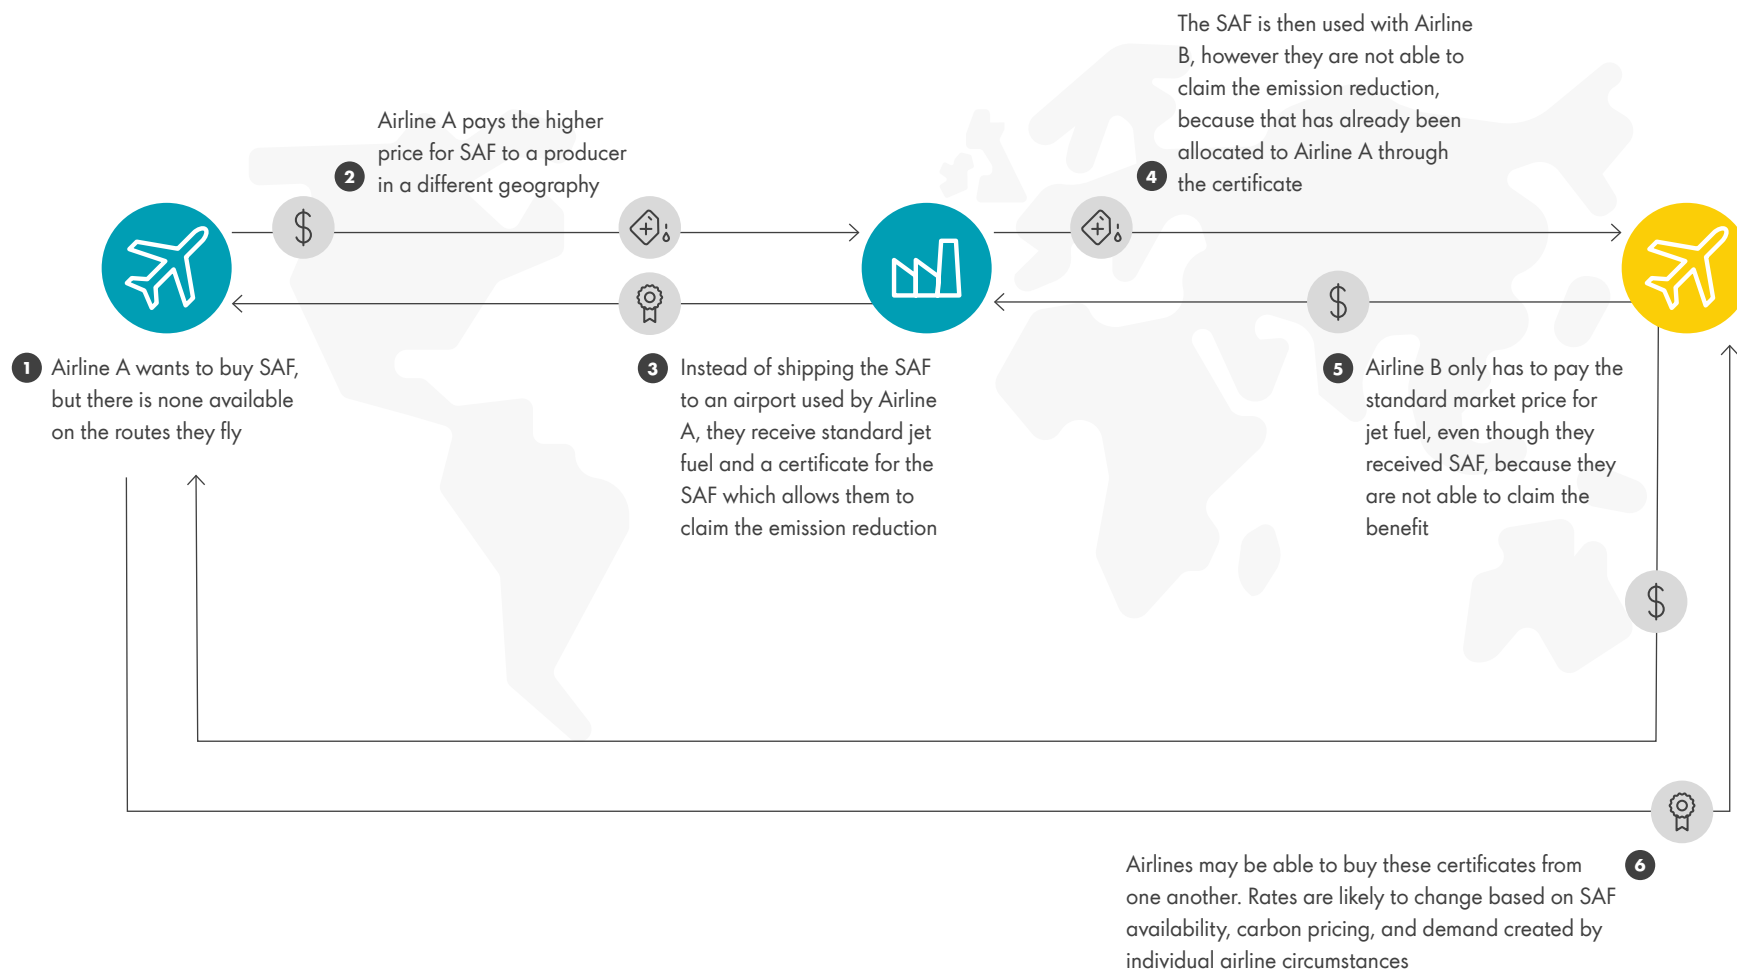 1
Airline A wants to buy SAF,
but there is none available
on the routes they fly
2
Airline A pays the higher
price for SAF to a producer
in a different geography
$
3
Instead of shipping the SAF
to an airport used by Airline
A, they receive standard jet
fuel and a certificate for the
SAF which allows them to
claim the emission reduction
4
The SAF is then used with Airline
B, however they are not able to
claim the emission reduction,
because that has already been
allocated to Airline A through
the certificate
$
5
Airline B only has to pay the
standard market price for
jet fuel, even though they
received SAF, because they
are not able to claim the
benefit
$
6
Airlines may be able to buy these certificates from
one another. Rates are likely to change based on SAF
availability, carbon pricing, and demand created by
individual airline circumstances